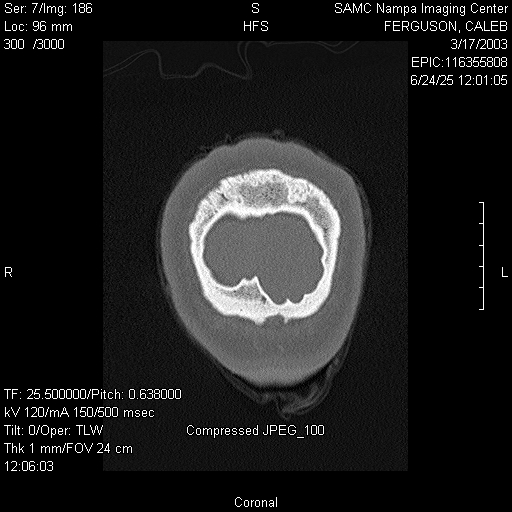 Ser: 7/Img: 186
Loc: 96 mm
300 /3000
S
HFS
SAMC Nampa Imaging Center
FERGUSON, CALEB
3/17/2003
EPIC:116355808
6/24/25 12:01:05
R
L
TF: 25.500000/Pitch: 0.638000
kV 120/mA 150/500 msec
Tilt: 0/Oper: TLW
Thk 1 mm/FOV 24 cm
12:06:03
Compressed JPEG_100
Coronal